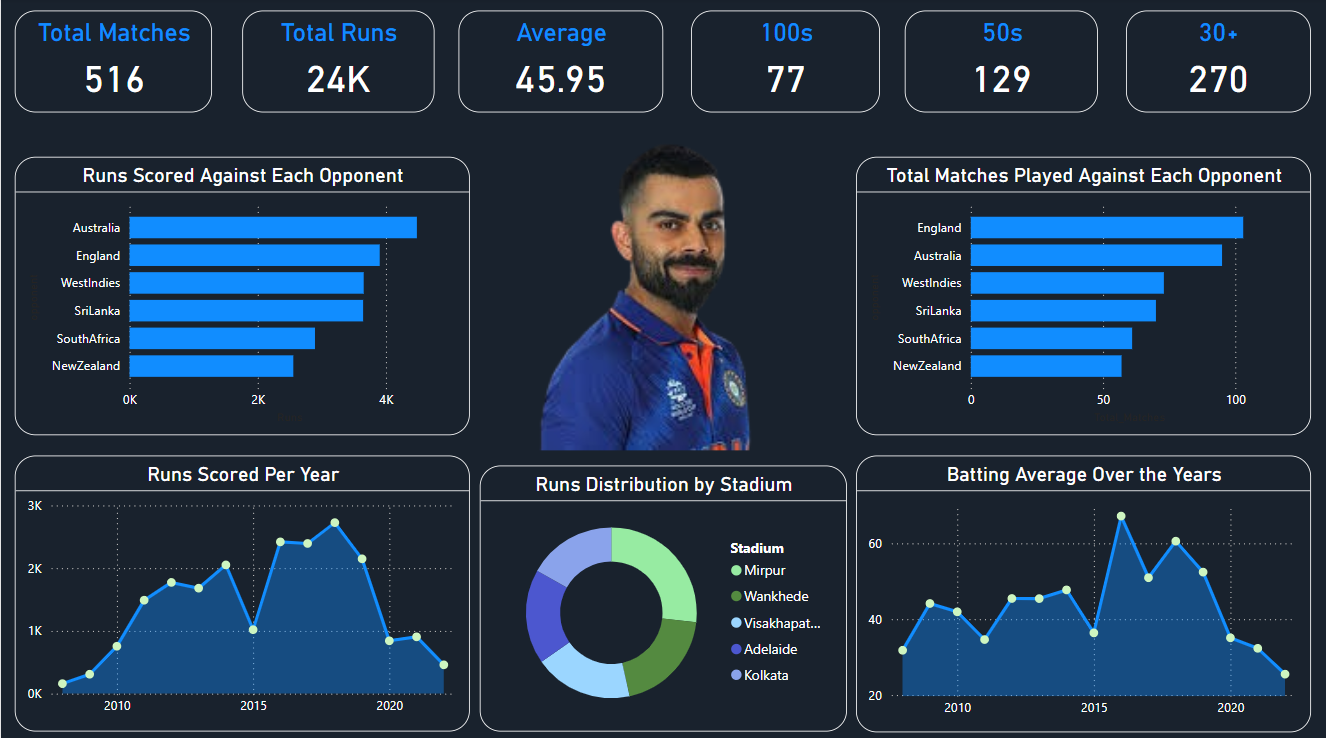 Total Matches
516
Total Runs
24K
Average
45.95
100s
77
50s
129
30+
270
Runs Scored Against Each Opponent
Australia
England
WestIndies
SriLanka
SouthAfrica
NewZealand
0K 2K 4K
Total Matches Played Against Each Opponent
England
Australia
WestIndies
SriLanka
SouthAfrica
NewZealand
0 50 100
Runs Scored Per Year
3K
2K
1K
0K
2010 2015 2020
Runs Distribution by Stadium
Stadium
Mirpur
Wankhede
Visakhapat...
Adelaide
Kolkata
Batting Average Over the Years
60
40
20
2010 2015 2020